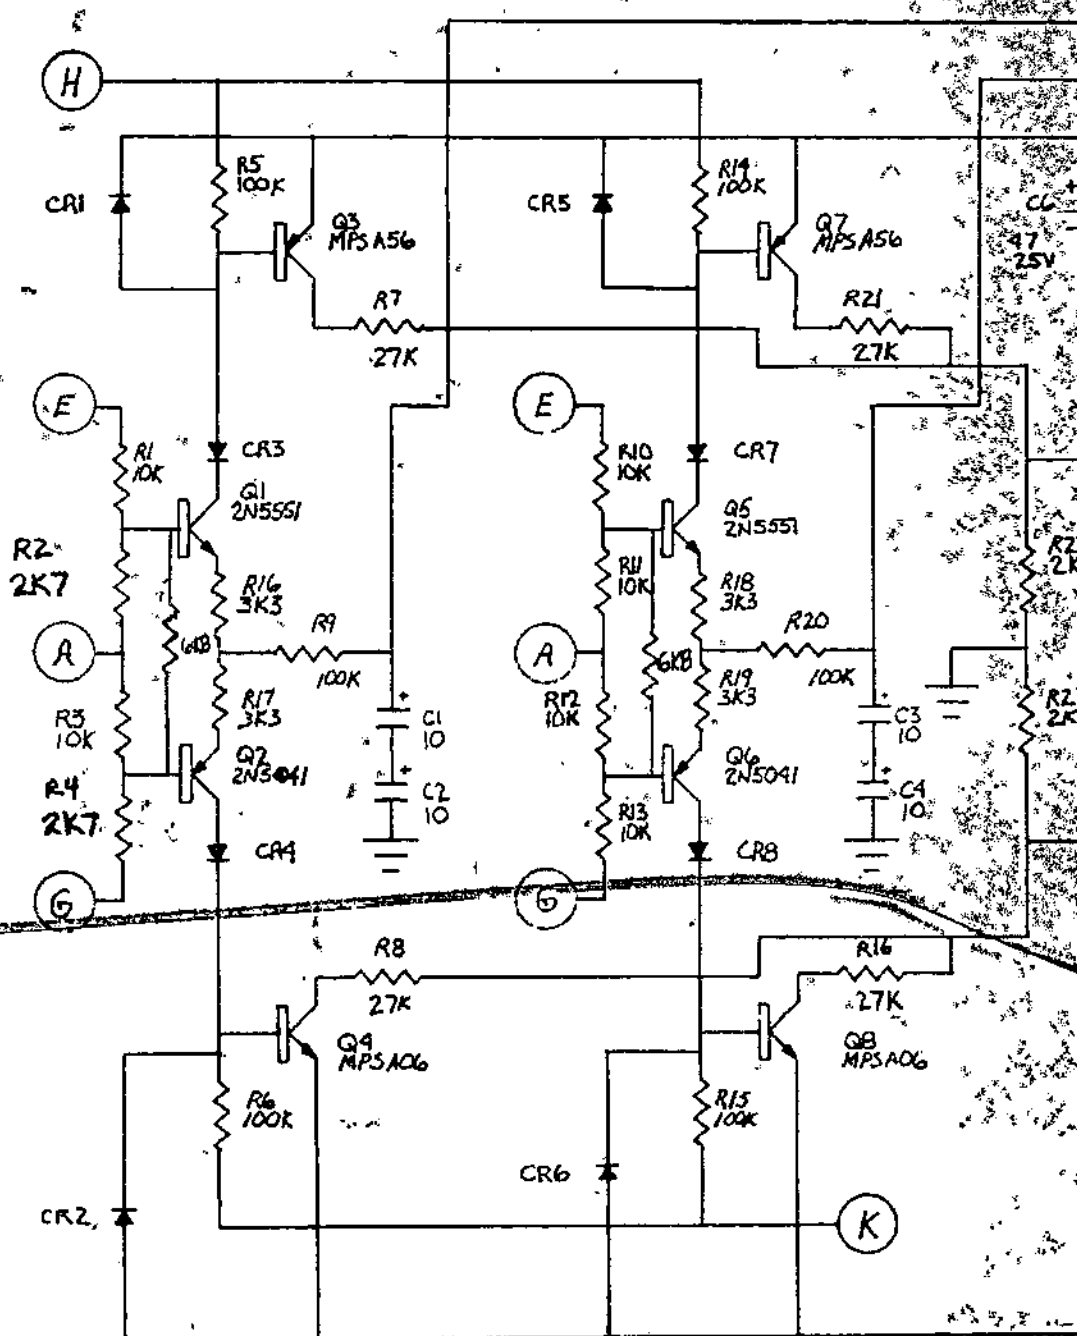 H
R5
100K
CR1
Q3
MPSA56
R14
100K
CR5
Q7
MPSA56
C6
47
25V
R7
27K
R21
27K
E
R1
10K
CR3
Q1
2N5551
E
R10
10K
CR7
Q5
2N5551
R2
2K7
R16
3K3
6K8
A
R9
100K
R17
3K3
R3
10K
Q2
2N5041
R4
2K7
C1
10
C2
10
CR4
G
R11
10K
R18
3K3
6K8
A
R20
100K
R19
3K3
R12
10K
Q6
2N5041
R13
10K
C3
10
C4
10
CR8
G
R8
27K
R16
27K
Q4
MPSA06
Q8
MPSA06
R6
100K
R15
100K
CR6
CR2
K